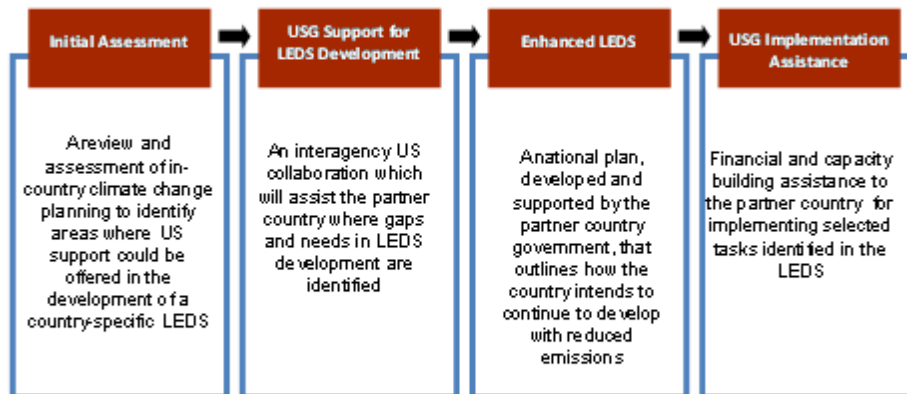 Initial Assessment
Areview and
assessment of in-
country climate change
planning to identify
areas where US
support could be
offered in the
development of a
country-specific LEDS
USG Support for
LEDS Development
An interagency US
collaboration which
will assist the partner
country where gaps
and needs in LEDS
development are
identified
Enhanced LEDS
Anational plan,
developed and
supported by the
partner country
government, that
outlines how the
country intends to
continue to develop
with reduced
emissions
USG Implementation
Assistance
Financial and capacity
building assistance to
the partner country for
implementing selected
tasks identified in the
LEDS